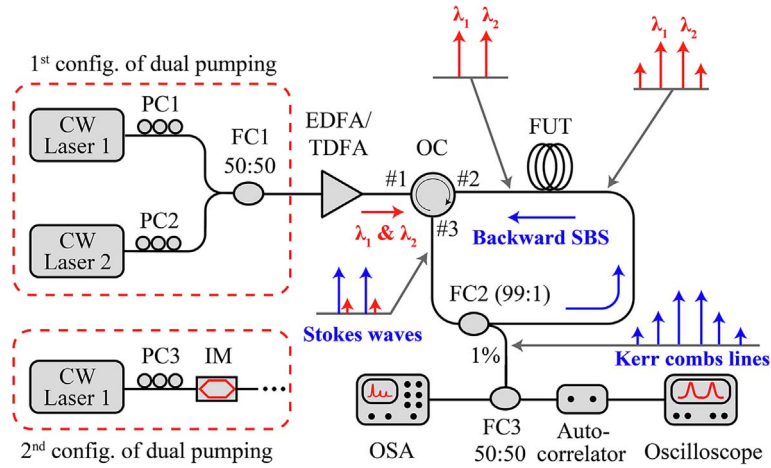 1st config. of dual pumping
CW
Laser 1
PC1
CW
Laser 2
PC2
FC1
50:50
EDFA/
TDFA
#1
OC
#2
#3
λ1 & λ2
λ1 λ2
FUT
λ1 λ2
Backward SBS
Stokes waves
FC2 (99:1)
1%
Kerr combs lines
CW
Laser 1
PC3
IM
2nd config. of dual pumping
OSA
FC3
50:50
Auto-
correlator
Oscilloscope